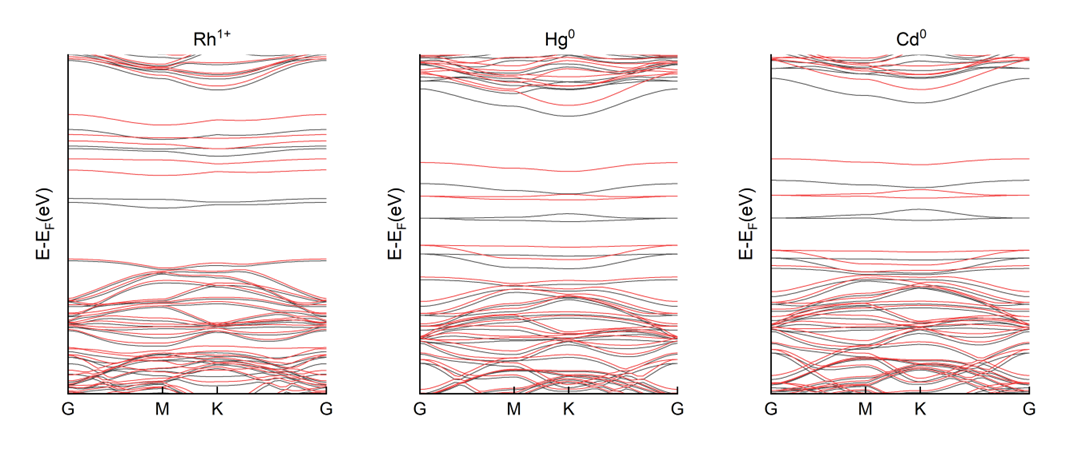 Rh1+
E-EF(eV)
G M K G
Hg0
E-EF(eV)
G M K G
Cd0
E-EF(eV)
G M K G